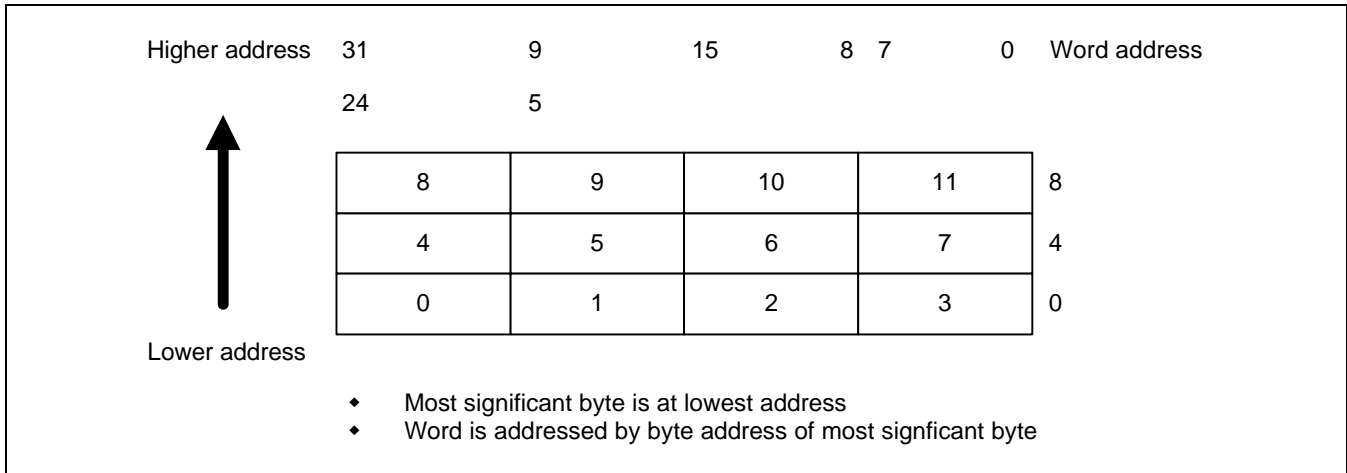 Higher address 31 9 15 8 7 0 Word address
24 5
8 9 10 11 8
4 5 6 7 4
0 1 2 3 0
Lower address
◆ Most significant byte is at lowest address
◆ Word is addressed by byte address of most signficant byte